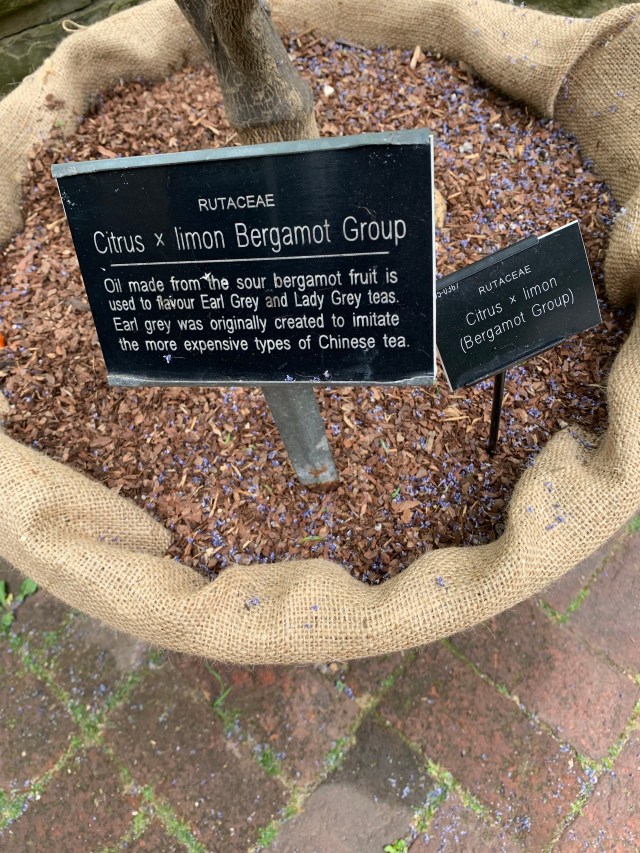 RUTACEAE
Citrus × limon Bergamot Group
Oil made from the sour bergamot fruit is
used to flavour Earl Grey and Lady Grey teas.
Earl grey was originally created to imitate
the more expensive types of Chinese tea.
RUTACEAE
Citrus × limon
(Bergamot Group)